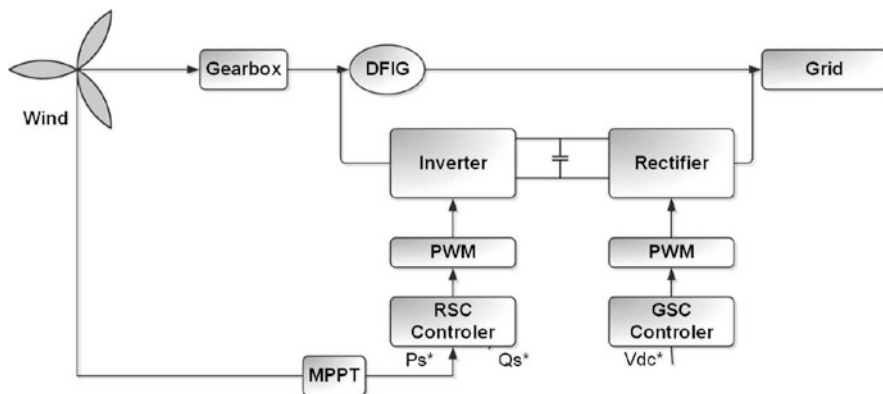 Gearbox
DFIG
Grid
Wind
Inverter
Rectifier
PWM
PWM
RSC
Controler
GSC
Controler
Ps*
Qs*
Vdc*
MPPT